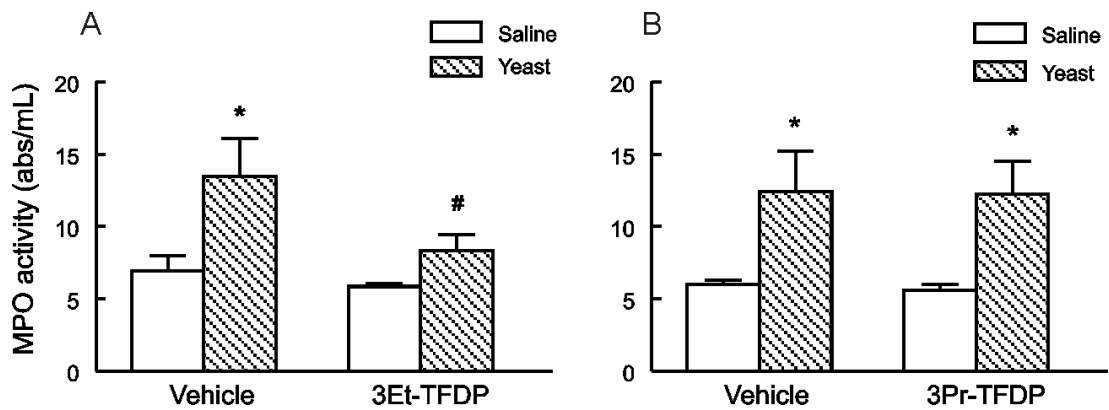 A
Saline
Yeast
MPO activity (abs/mL)
20
15
10
5
0
*
#
Vehicle
3Et-TFDP
B
Saline
Yeast
20
15
10
5
0
*
*
Vehicle
3Pr-TFDP